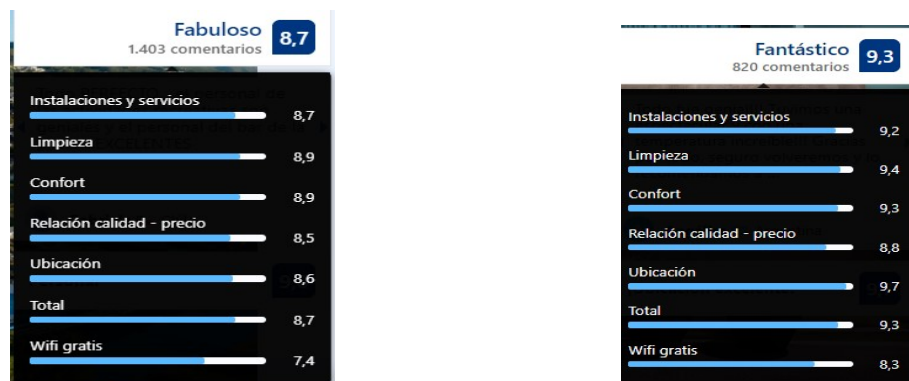 Fabuloso 8,7
1.403 comentarios
Instalaciones y servicios
8,7
Limpieza
8,9
Confort
8,9
Relación calidad - precio
8,5
Ubicación
8,6
Total
8,7
Wifi gratis
7,4
Fantástico 9,3
820 comentarios
Instalaciones y servicios
9,2
Limpieza
9,4
Confort
9,3
Relación calidad - precio
8,8
Ubicación
9,7
Total
9,3
Wifi gratis
8,3